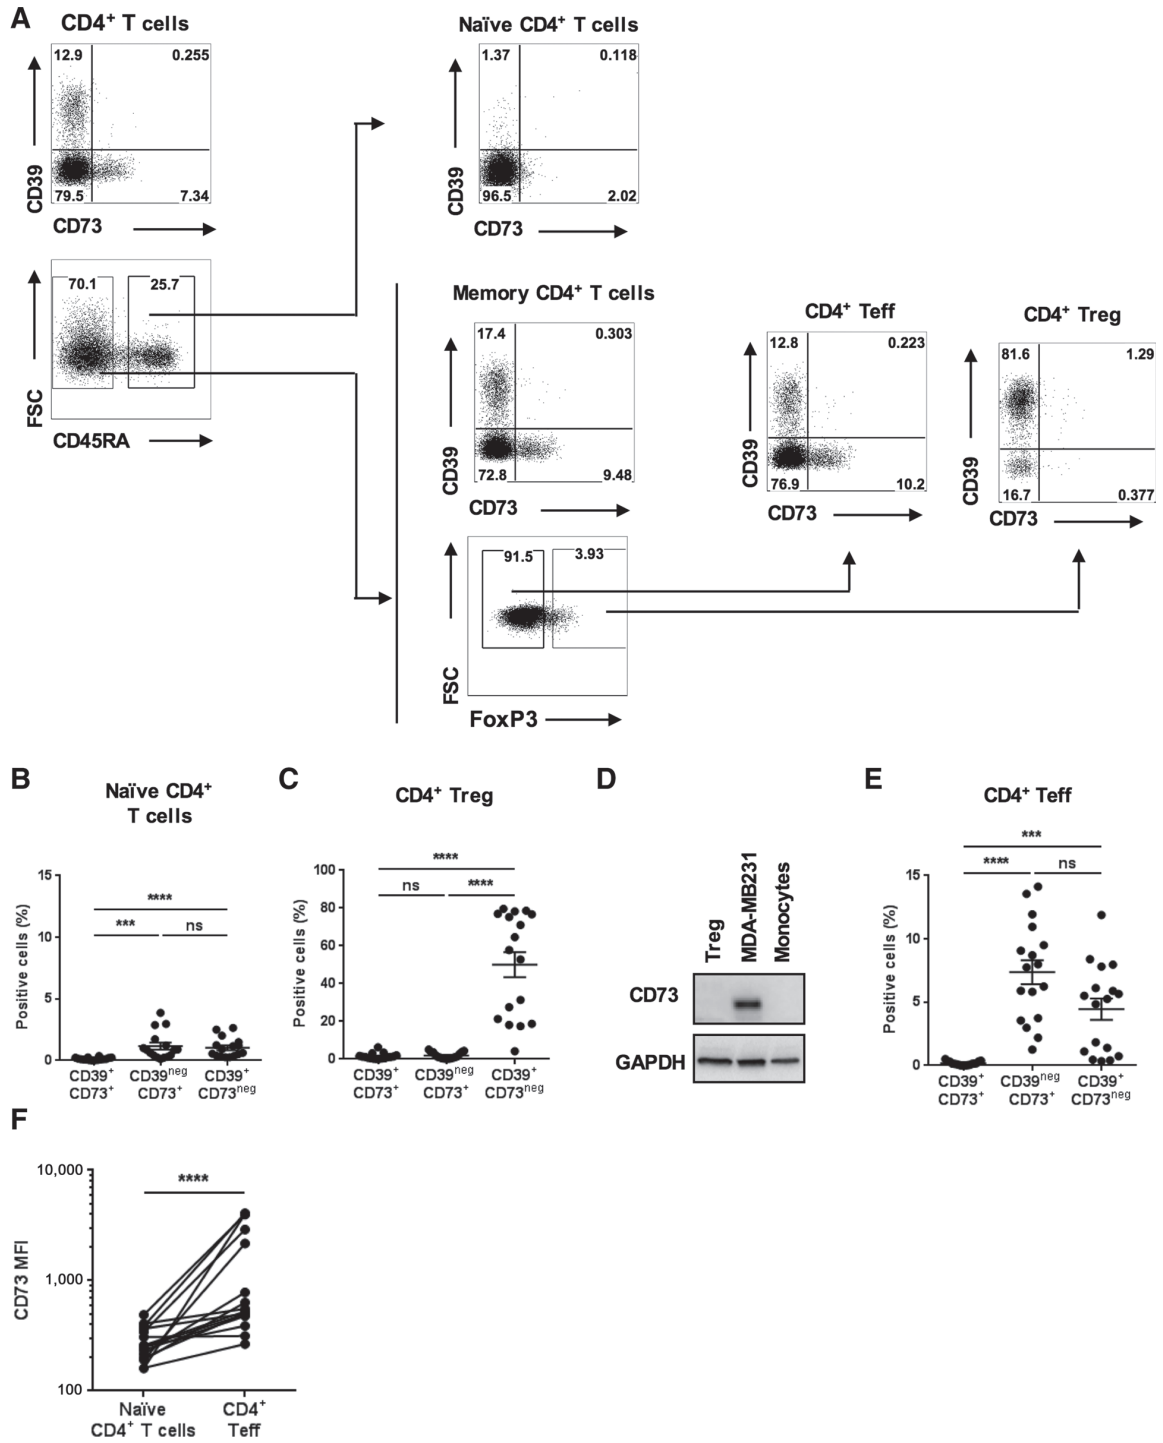 A
CD4+ T cells
12.9 0.255
79.5 7.34
CD39
CD73
70.1 25.7
FSC
CD45RA
Naïve CD4+ T cells
1.37 0.118
96.5 2.02
CD39
CD73
Memory CD4+ T cells
17.4 0.303
72.8 9.48
CD39
CD73
91.5 3.93
FSC
FoxP3
CD4+ Teff
12.8 0.223
76.9 10.2
CD39
CD73
CD4+ Treg
81.6 1.29
16.7 0.377
CD39
CD73
B
Naïve CD4+
T cells
Positive cells (%)
15
10
5
0
****
*** ns
CD39+ CD39neg CD39+
CD73+ CD73+ CD73neg
C
CD4+ Treg
Positive cells (%)
100
80
60
40
20
0
****
ns ****
CD39+ CD39neg CD39+
CD73+ CD73+ CD73neg
D
Treg
MDA-MB231
Monocytes
CD73
GAPDH
E
CD4+ Teff
Positive cells (%)
15
10
5
0
***
**** ns
CD39+ CD39neg CD39+
CD73+ CD73+ CD73neg
F
CD73 MFI
10,000
1,000
100
****
Naïve
CD4+ T cells
CD4+
Teff